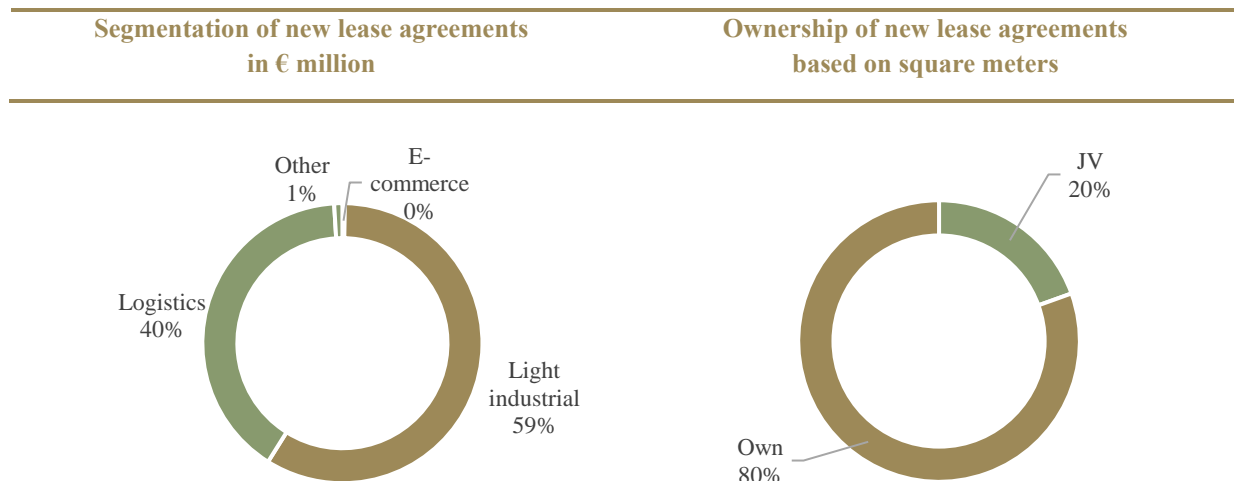 Segmentation of new lease agreements
in € million
Ownership of new lease agreements
based on square meters
Other
1%
E-
commerce
0%
Logistics
40%
Light
industrial
59%
JV
20%
Own
80%